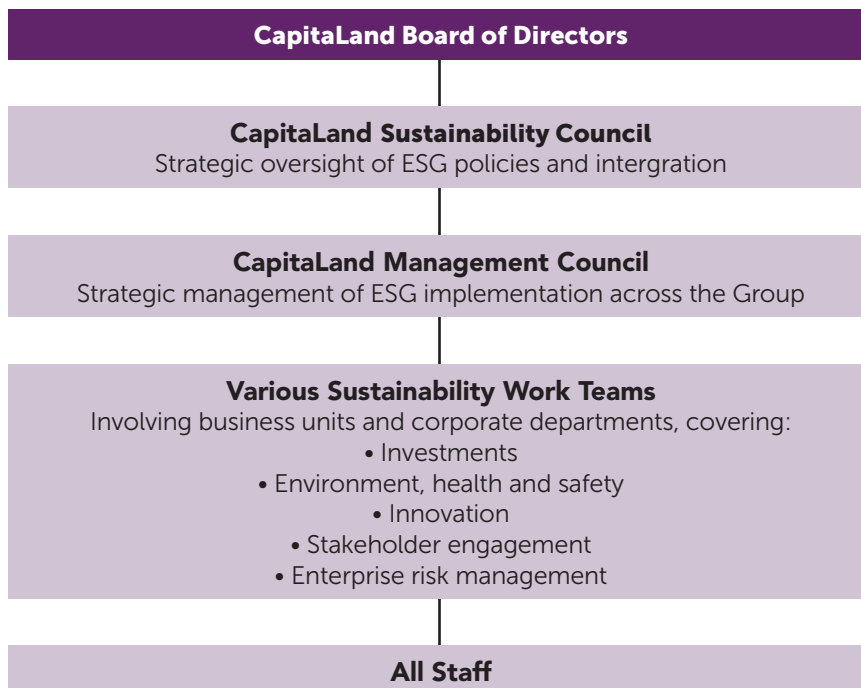 CapitaLand Board of Directors
CapitaLand Sustainability Council
Strategic oversight of ESG policies and intergration
CapitaLand Management Council
Strategic management of ESG implementation across the Group
Various Sustainability Work Teams
Involving business units and corporate departments, covering:
• Investments
• Environment, health and safety
• Innovation
• Stakeholder engagement
• Enterprise risk management
All Staff